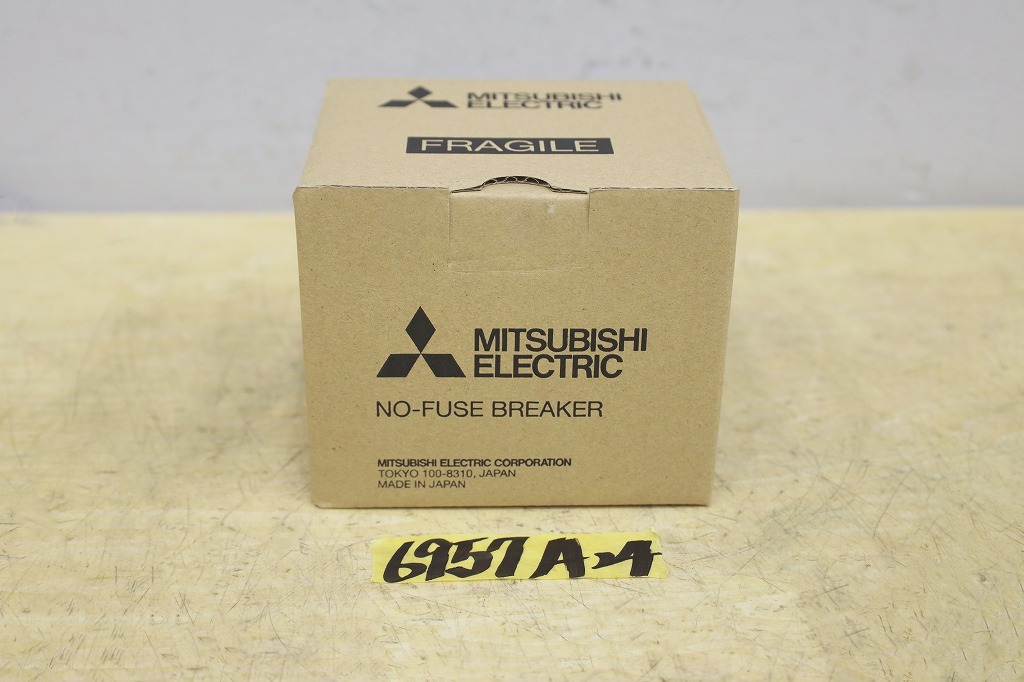 MITSUBISHI
ELECTRIC
FRAGILE
MITSUBISHI
ELECTRIC
NO-FUSE BREAKER
MITSUBISHI ELECTRIC CORPORATION
TOKYO 100-8310, JAPAN
MADE IN JAPAN
6957A-4